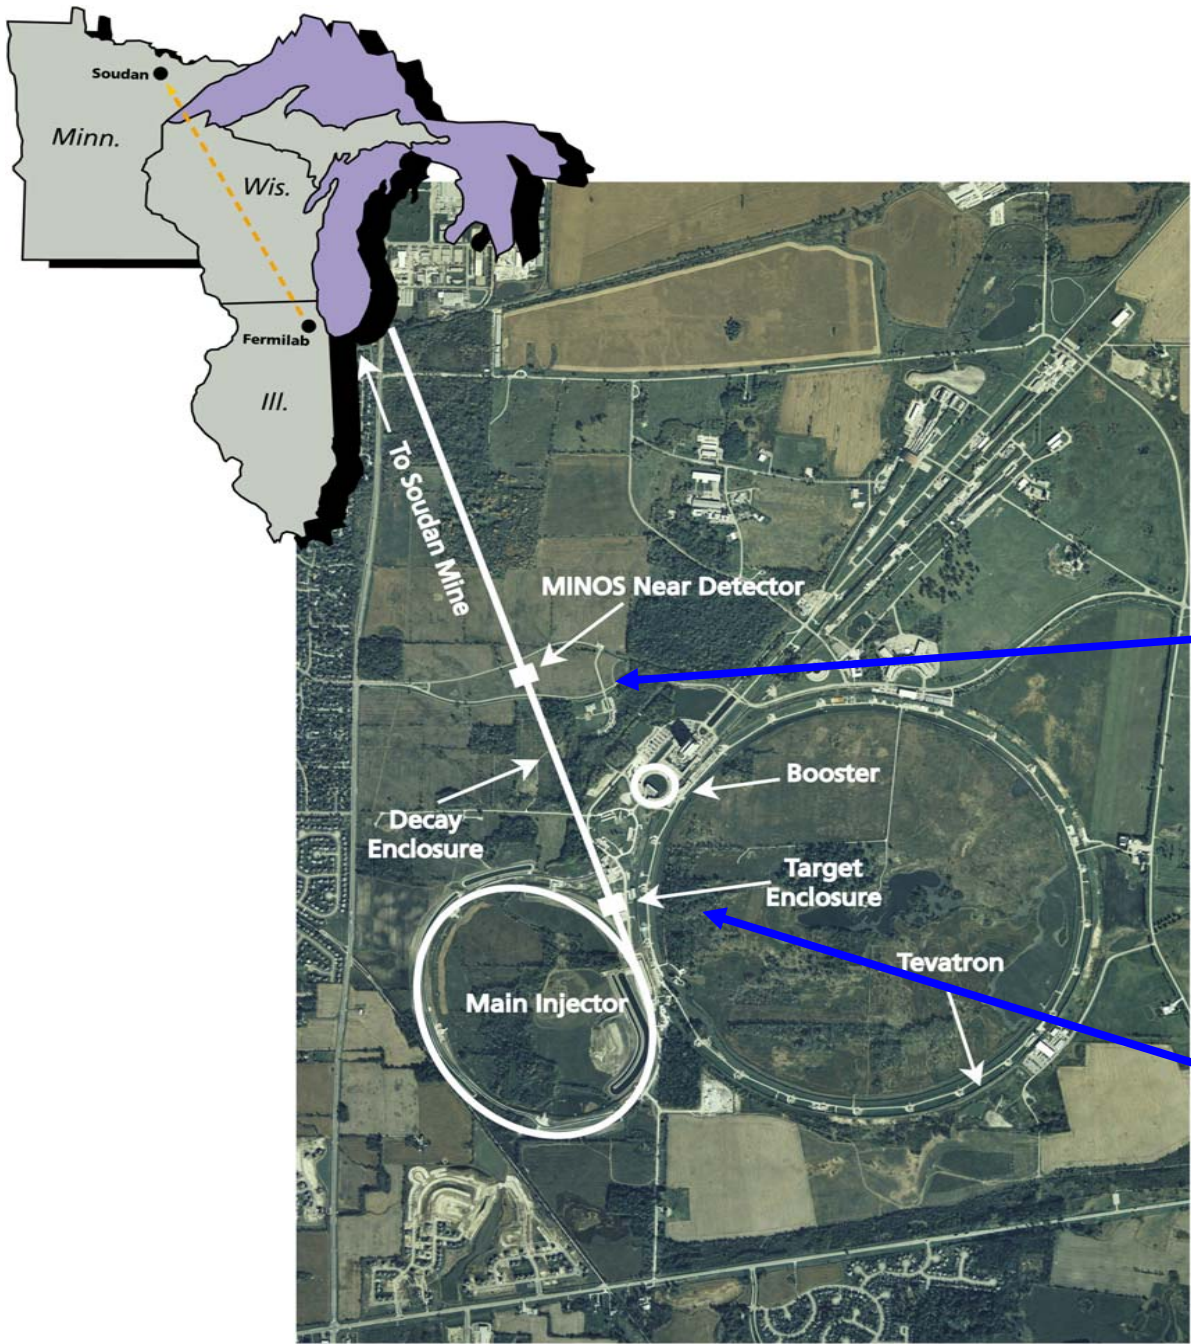 Soudan
Minn.
Wis.
Fermilab
Ill.
To Soudan Mine
MINOS Near Detector
Booster
Decay
Enclosure
Target
Enclosure
Tevatron
Main Injector